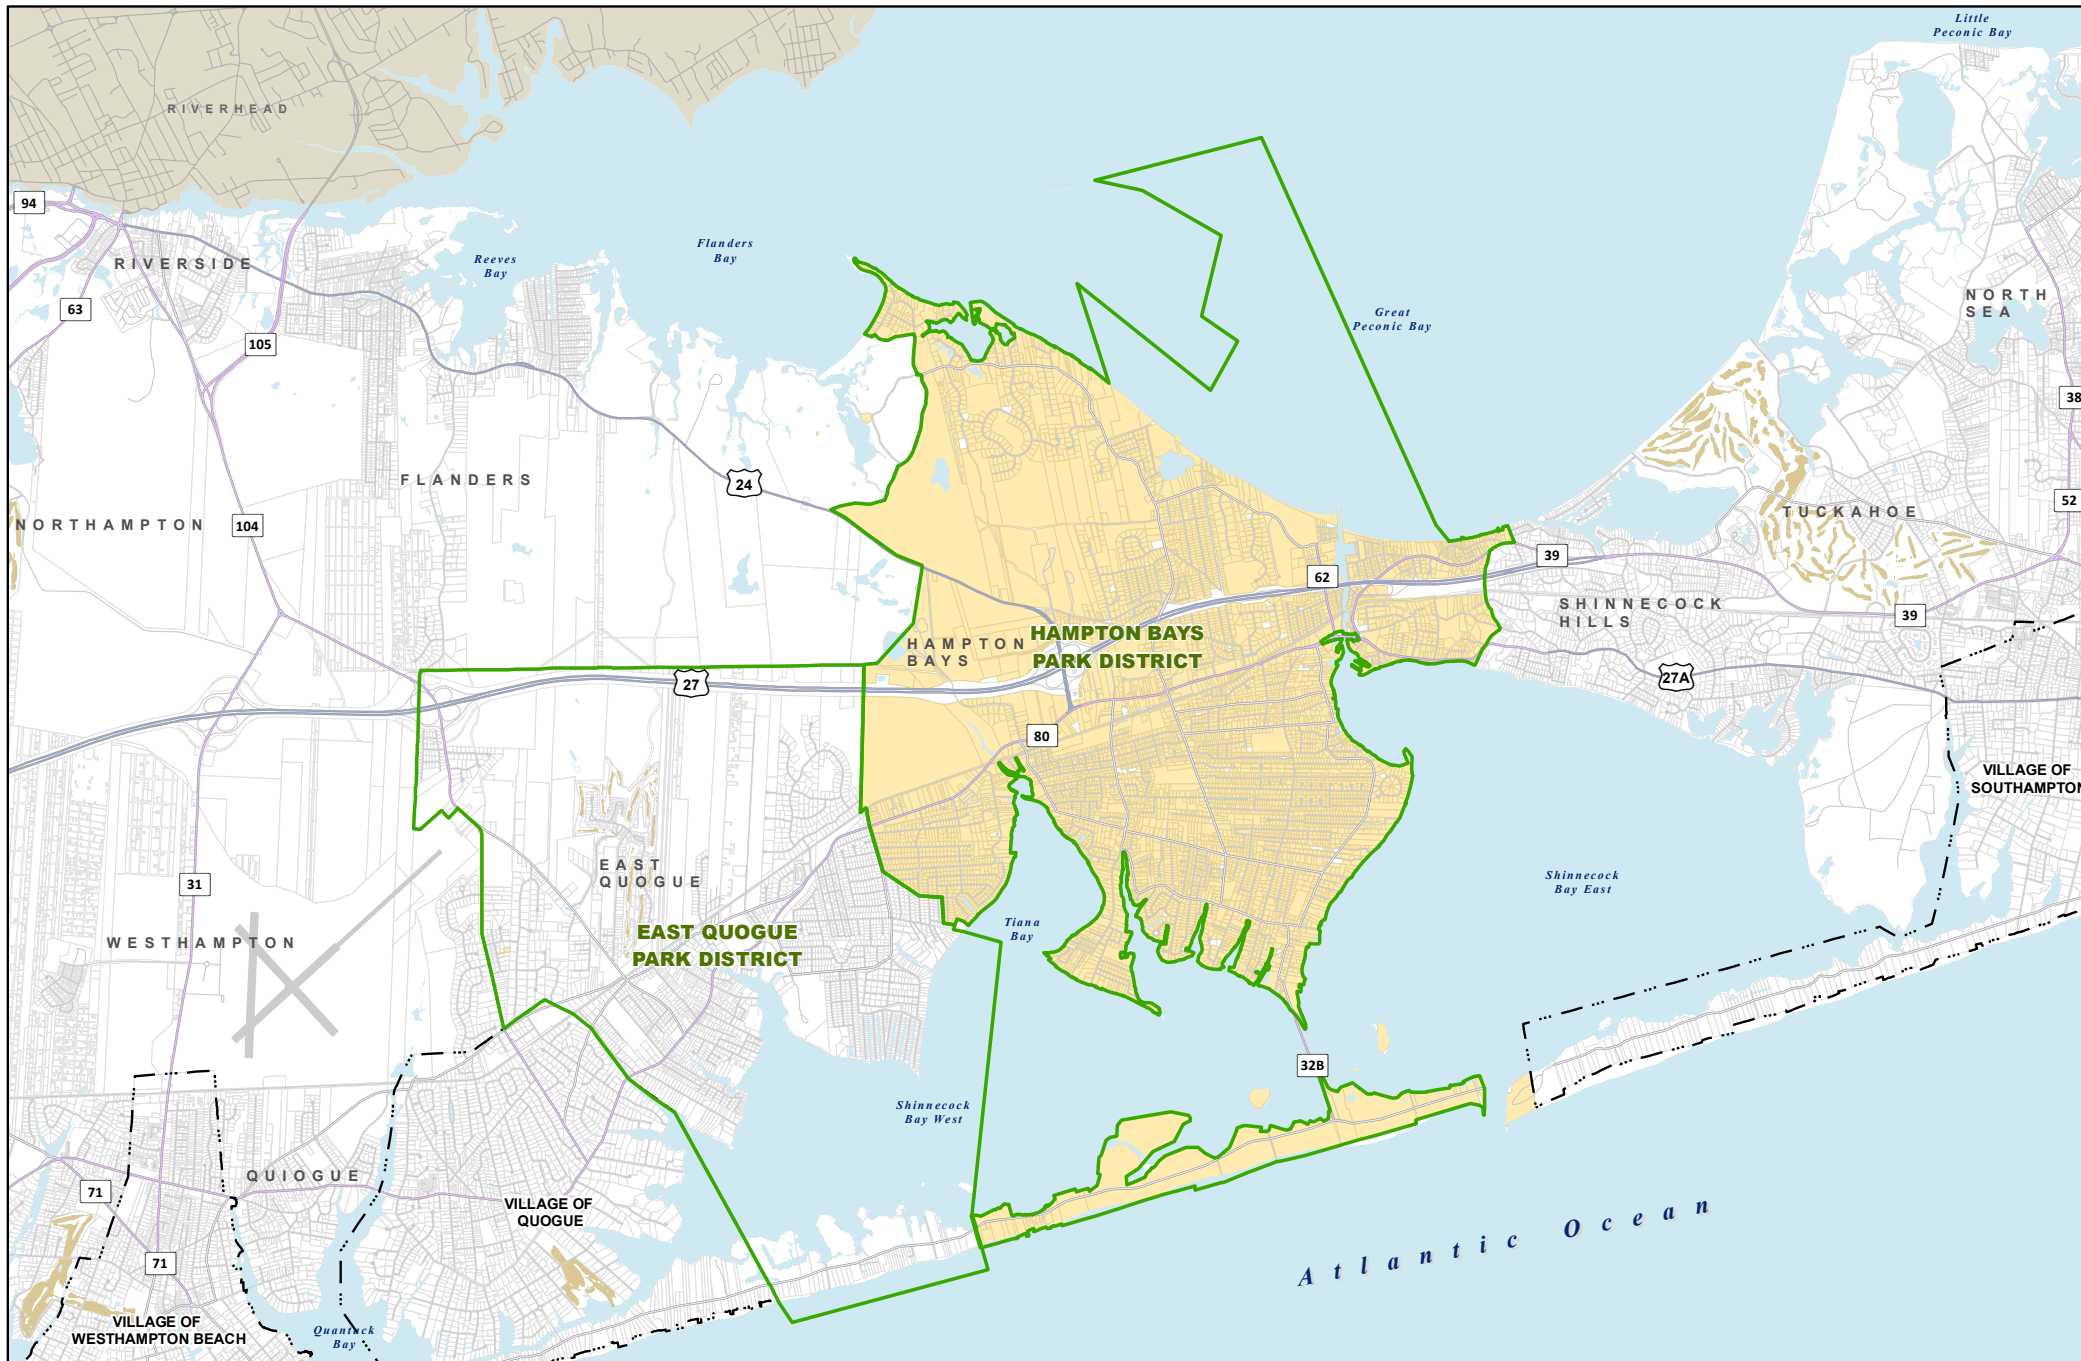 Little
Peconic Bay
RIVERHEAD
94
RIVERSIDE
Reeves
Bay
Flanders
Bay
Great
Peconic Bay
NORTH
SEA
63
105
38
24
FLANDERS
NORTHAMPTON
104
52
TUCKAHOE
39
62
SHINNECOCK
HILLS
39
HAMPTON
BAYS
HAMPTON BAYS
PARK DISTRICT
27
27A
80
VILLAGE OF
SOUTHAMPTON
EAST
QUOGUE
31
Shinnecock
Bay East
WESTHAMPTON
EAST QUOGUE
PARK DISTRICT
Tiana
Bay
32B
Shinnecock
Bay West
QUIOGUE
71
VILLAGE OF
QUOGUE
Atlantic Ocean
71
VILLAGE OF
WESTHAMPTON BEACH
Quantuck
Bay